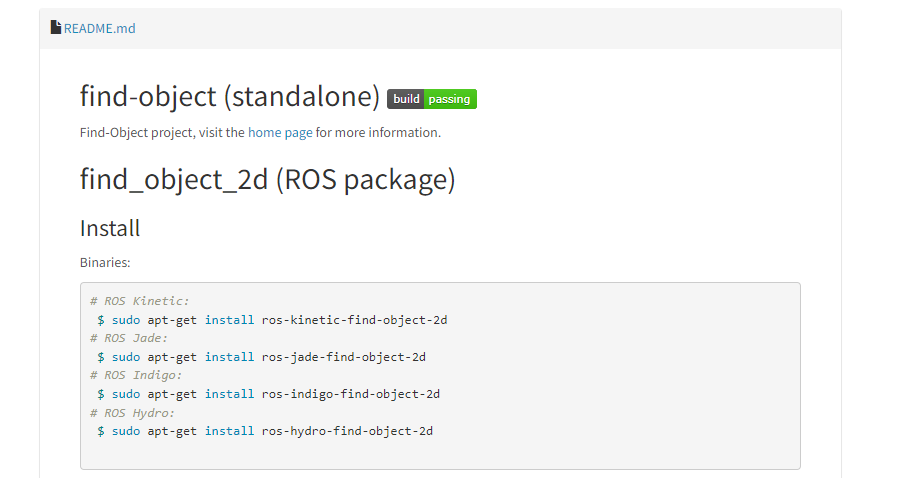 README.md
find-object (standalone) build passing
Find-Object project, visit the home page for more information.
find_object_2d (ROS package)
Install
Binaries:
# ROS Kinetic:
$ sudo apt-get install ros-kinetic-find-object-2d
# ROS Jade:
$ sudo apt-get install ros-jade-find-object-2d
# ROS Indigo:
$ sudo apt-get install ros-indigo-find-object-2d
# ROS Hydro:
$ sudo apt-get install ros-hydro-find-object-2d